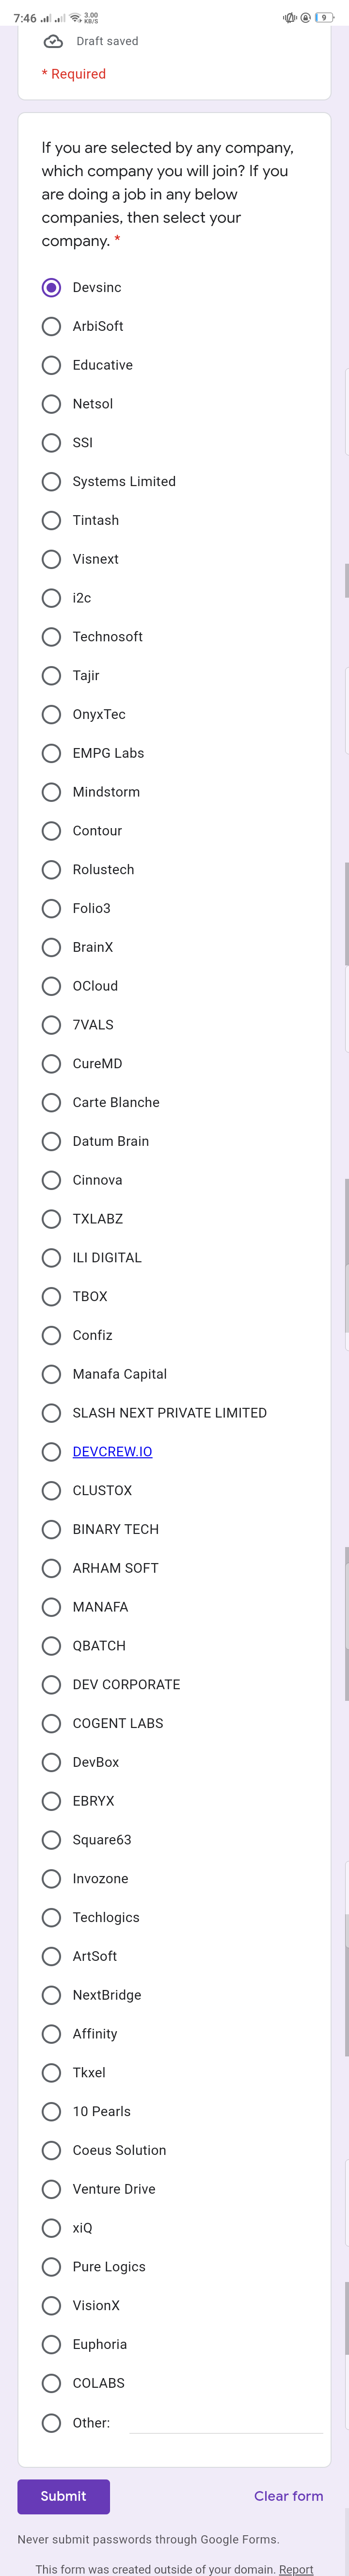 7:46
3.00
KB/S
9
Draft saved
* Required
If you are selected by any company,
which company you will join? If you
are doing a job in any below
companies, then select your
company. *
Devsinc
ArbiSoft
Educative
Netsol
SSI
Systems Limited
Tintash
Visnext
i2c
Technosoft
Tajir
OnyxTec
EMPG Labs
Mindstorm
Contour
Rolustech
Folio3
BrainX
OCloud
7VALS
CureMD
Carte Blanche
Datum Brain
Cinnova
TXLABZ
ILI DIGITAL
TBOX
Confiz
Manafa Capital
SLASH NEXT PRIVATE LIMITED
DEVCREW.IO
CLUSTOX
BINARY TECH
ARHAM SOFT
MANAFA
QBATCH
DEV CORPORATE
COGENT LABS
DevBox
EBRYX
Square63
Invozone
Techlogics
ArtSoft
NextBridge
Affinity
Tkxel
10 Pearls
Coeus Solution
Venture Drive
xiQ
Pure Logics
VisionX
Euphoria
COLABS
Other:
Submit
Clear form
Never submit passwords through Google Forms.
This form was created outside of your domain. Report